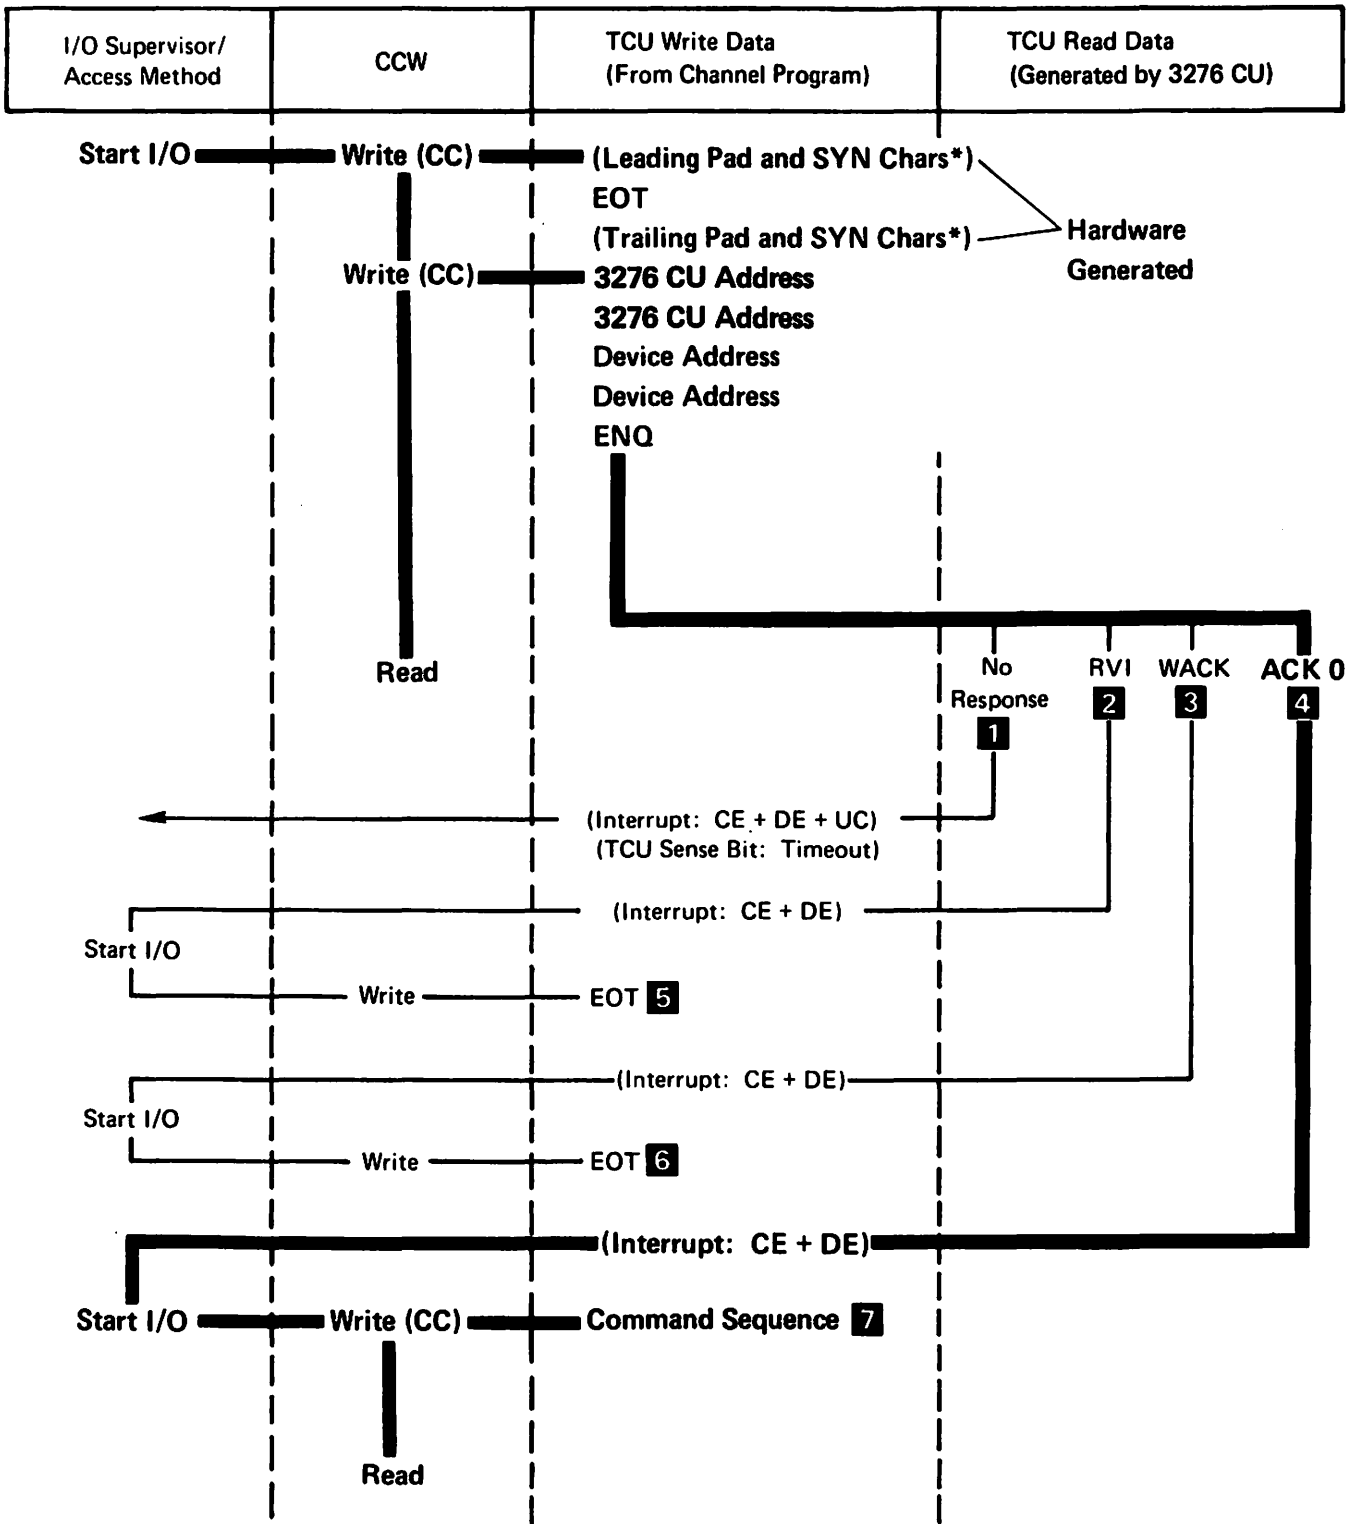 I/O Supervisor/
Access Method
CCW
TCU Write Data
(From Channel Program)
TCU Read Data
(Generated by 3276 CU)
Start I/O
Write (CC)
(Leading Pad and SYN Chars*)
EOT
(Trailing Pad and SYN Chars*)
Hardware
Generated
Write (CC)
3276 CU Address
3276 CU Address
Device Address
Device Address
ENQ
Read
No
Response
1
RVI
2
WACK
3
ACK 0
4
(Interrupt: CE + DE + UC)
(TCU Sense Bit: Timeout)
(Interrupt: CE + DE)
Start I/O
Write
EOT 5
(Interrupt: CE + DE)
Start I/O
Write
EOT 6
(Interrupt: CE + DE)
Start I/O
Write (CC)
Command Sequence 7
Read